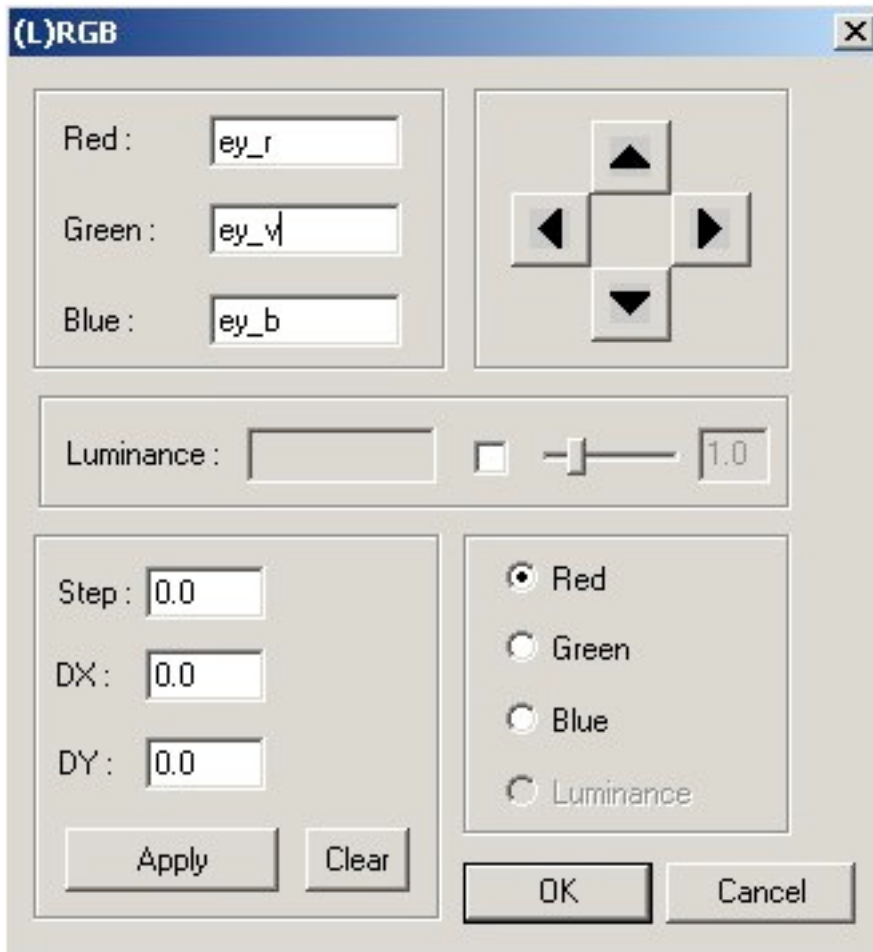 (L)RGB
Red : ey_r
Green : ey_v
Blue : ey_b
Luminance : 1.0
Step : 0.0
DX : 0.0
DY : 0.0
Apply Clear
Red
Green
Blue
Luminance
OK Cancel